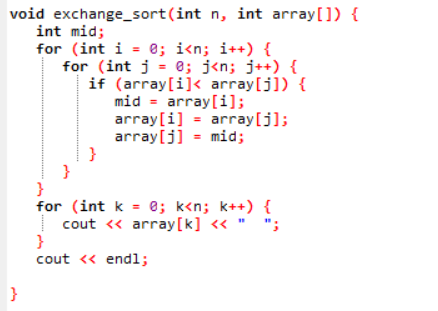 void exchange_sort(int n, int array[]) {
int mid;
for (int i = 0; i<n; i++) {
for (int j = 0; j<n; j++) {
if (array[i]< array[j]) {
mid = array[i];
array[i] = array[j];
array[j] = mid;
}
}
}
for (int k = 0; k<n; k++) {
cout << array[k] << "  ";
}
cout << endl;
}